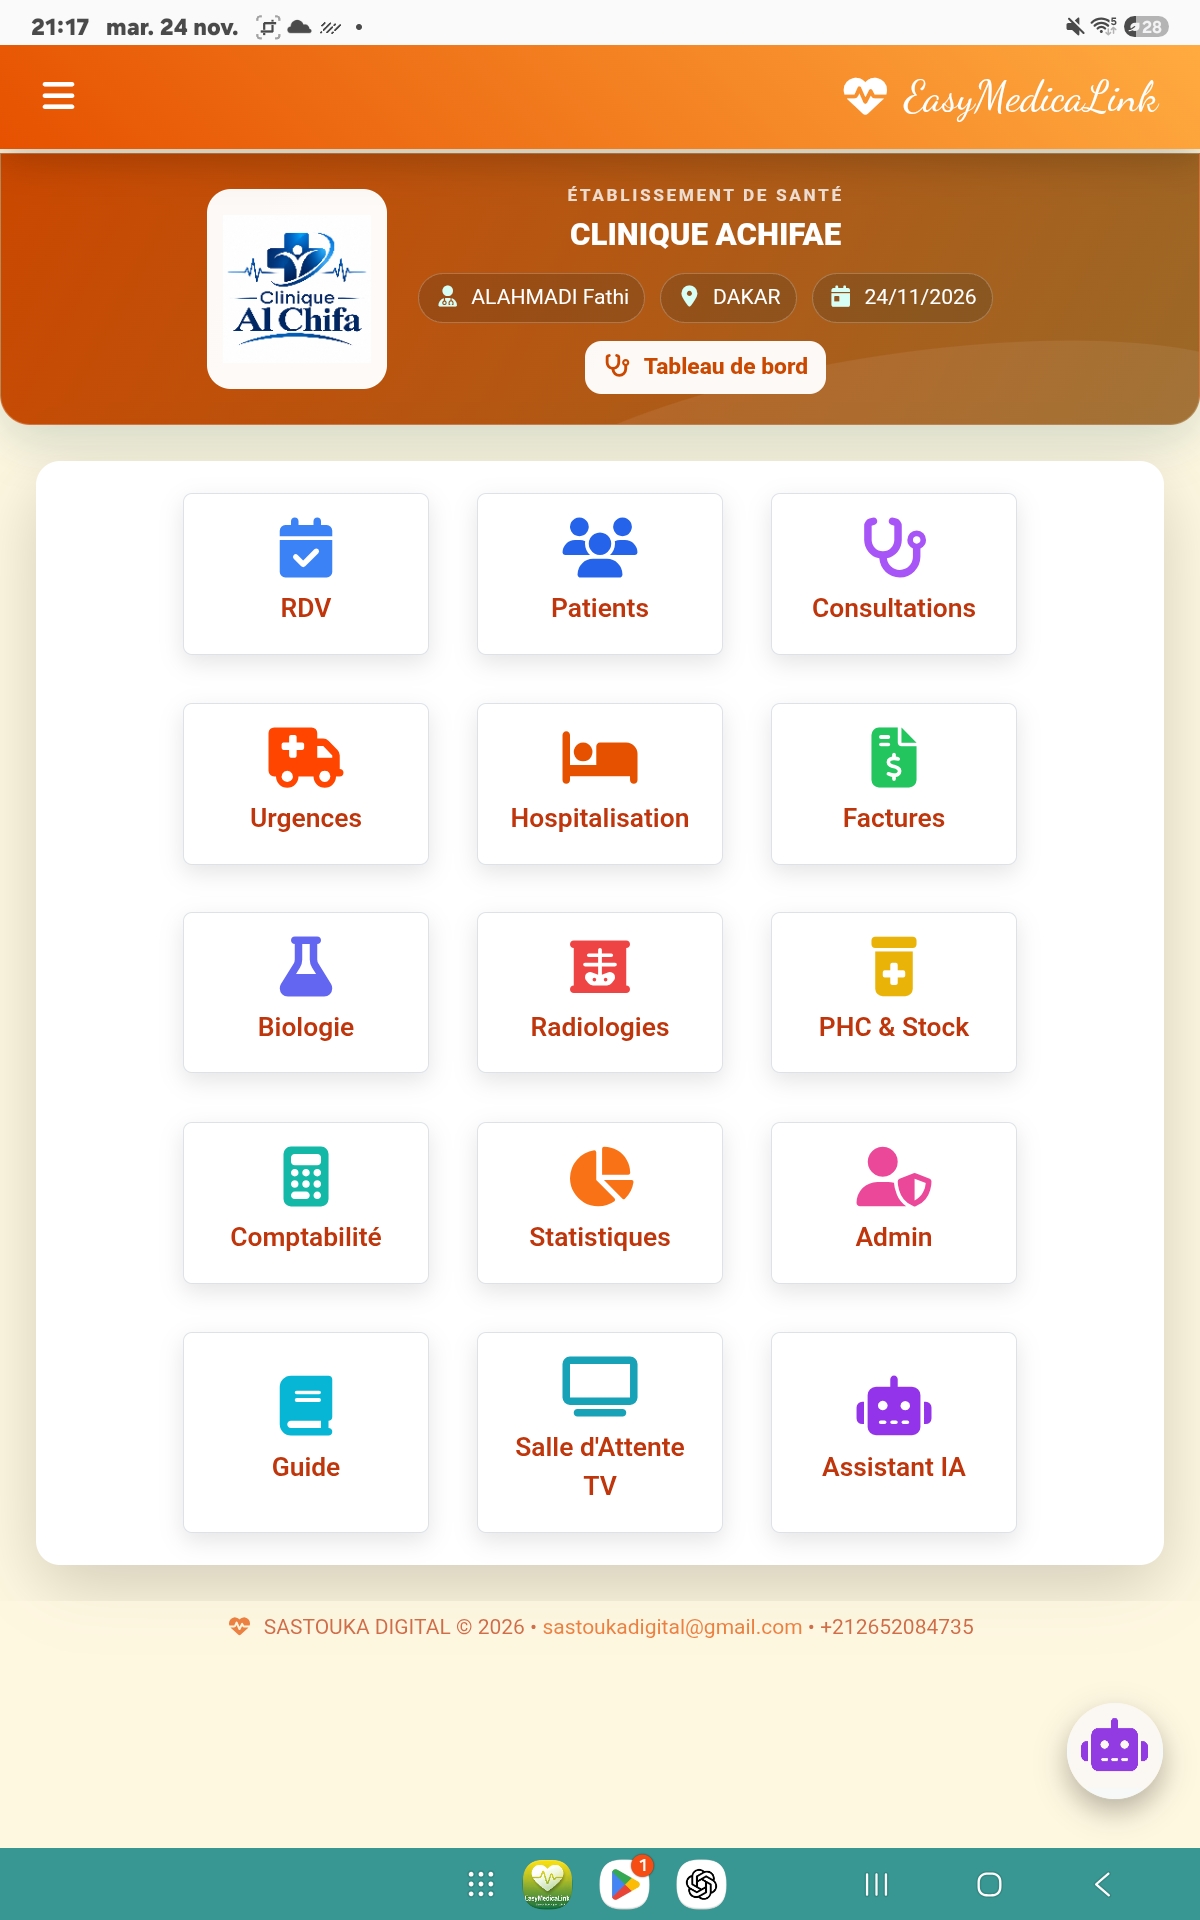 21:17 mar. 24 nov.
5
28
EasyMedicaLink
ÉTABLISSEMENT DE SANTÉ
CLINIQUE ACHIFAE
Clinique
Al Chifa
ALAHMADI Fathi
DAKAR
24/11/2026
Tableau de bord
RDV
Patients
Consultations
Urgences
Hospitalisation
Factures
Biologie
Radiologies
PHC & Stock
Comptabilité
Statistiques
Admin
Guide
Salle d'Attente
TV
Assistant IA
SASTOUKA DIGITAL © 2026 • sastoukadigital@gmail.com • +212652084735
EasyMedicaLink
1